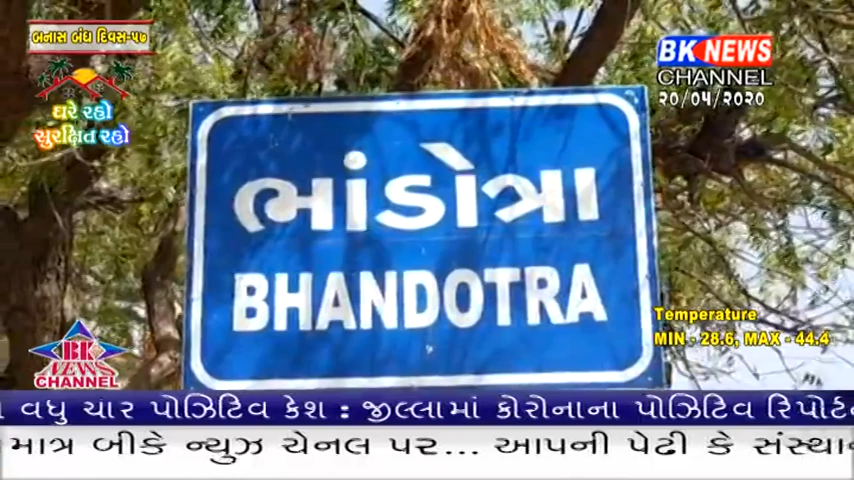 બનાસ બંધ દિવસ-૫૭
ઘરે રહો
સુરક્ષિત રહો
BK NEWS
CHANNEL
૨૦/૦૫/૨૦૨૦
ભાંડોત્રા
BHANDOTRA
Temperature
MIN - 28.6, MAX - 44.4
BK
NEWS
CHANNEL
વધુ ચાર પોઝિટિવ કેશ : જીલ્લામાં કોરોનાના પોઝિટિવ
માત્ર બીકે ન્યુઝ ચેનલ પર.... આપની પેઢી કે